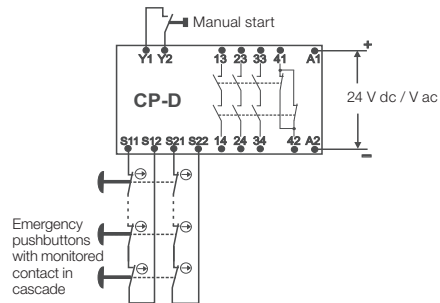 Manual start
Y1 Y2 13 23 33 41 A1
+
CP-D
24 V dc / V ac
S11 S12 S21 S22 14 24 34 42 A2
–
Emergency
pushbuttons
with monitored
contact in
cascade